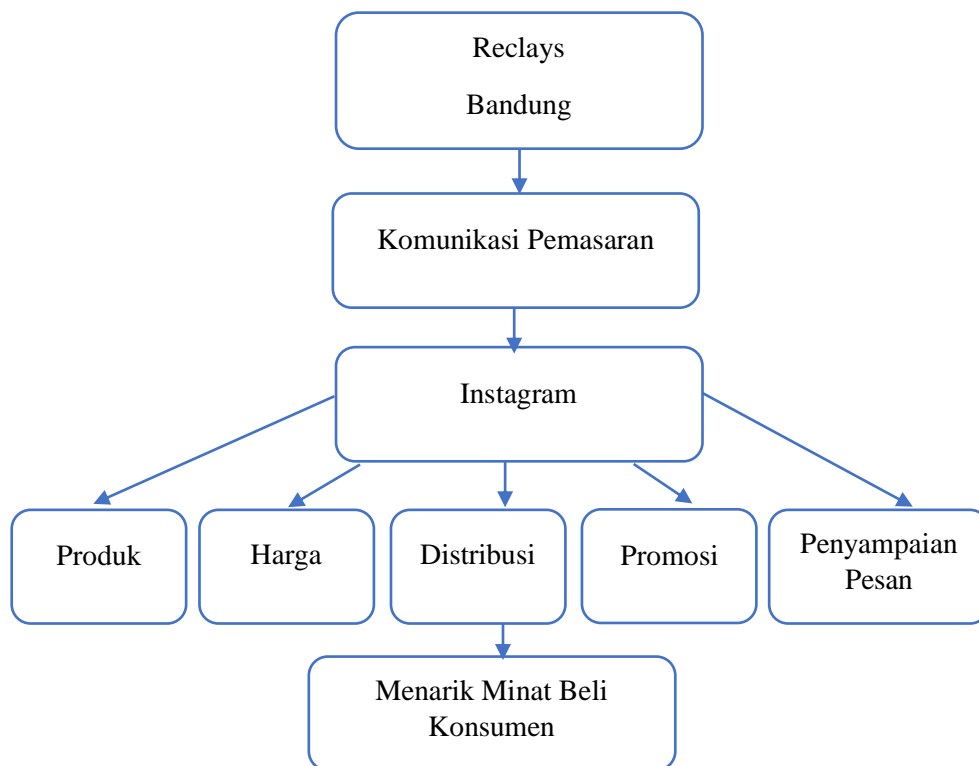 Reclays
Bandung
Komunikasi Pemasaran
Instagram
Produk
Harga
Distribusi
Promosi
Penyampaian
Pesan
Menarik Minat Beli
Konsumen